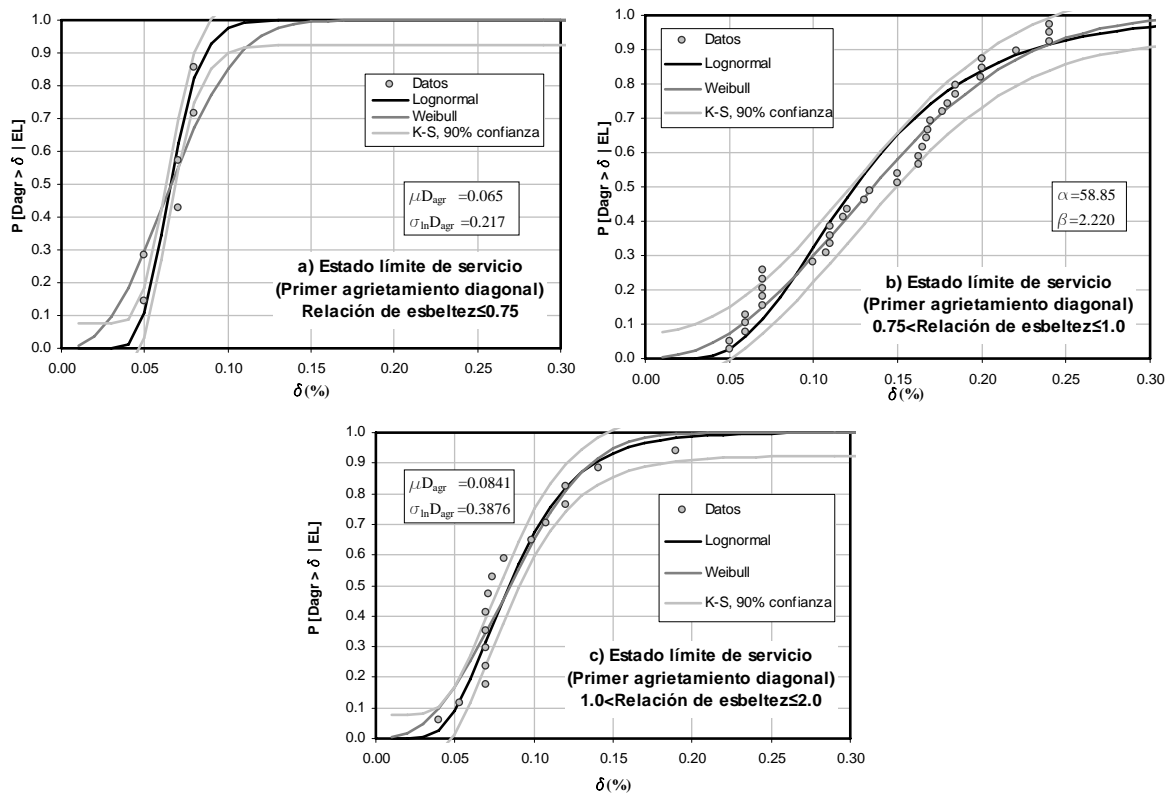 1.0
0.9
0.8
0.7
0.6
0.5
0.4
0.3
0.2
0.1
0.0
P [Dagr > δ | EL]
Datos
Lognormal
Weibull
K-S, 90% confianza
μD_agr =0.065
σ_lnD_agr =0.217
a) Estado límite de servicio
(Primer agrietamiento diagonal)
Relación de esbeltez≤0.75
0.00 0.05 0.10 0.15 0.20 0.25 0.30
δ(%)
1.0
0.9
0.8
0.7
0.6
0.5
0.4
0.3
0.2
0.1
0.0
P [Dagr > δ | EL]
Datos
Lognormal
Weibull
K-S, 90% confianza
α=58.85
β=2.220
b) Estado límite de servicio
(Primer agrietamiento diagonal)
0.75<Relación de esbeltez≤1.0
0.00 0.05 0.10 0.15 0.20 0.25 0.30
δ(%)
1.0
0.9
0.8
0.7
0.6
0.5
0.4
0.3
0.2
0.1
0.0
P [Dagr > δ | EL]
μD_agr =0.0841
σ_lnD_agr =0.3876
Datos
Lognormal
Weibull
K-S, 90% confianza
c) Estado límite de servicio
(Primer agrietamiento diagonal)
1.0<Relación de esbeltez≤2.0
0.00 0.05 0.10 0.15 0.20 0.25 0.30
δ(%)